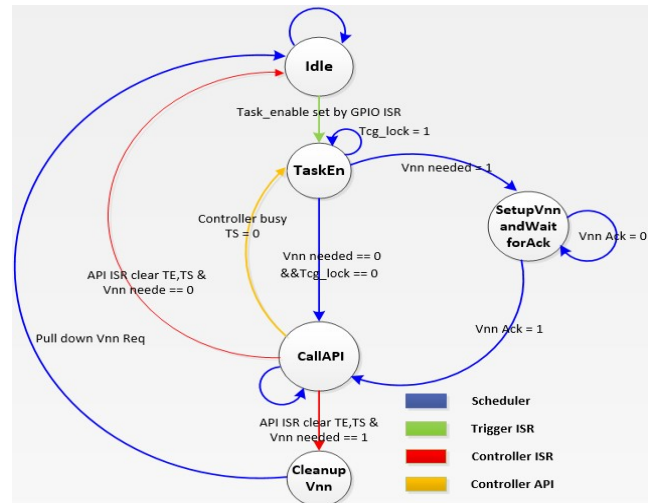 Idle
Task_enable set by GPIO ISR
Tcg_lock = 1
TaskEn
Vnn needed = 1
SetupVnn
andWait
forAck
Vnn Ack = 0
Controller busy
TS = 0
Vnn needed == 0
&&Tcg_lock == 0
API ISR clear TE,TS &
Vnn neede == 0
Pull down Vnn Req
Vnn Ack = 1
CallAPI
API ISR clear TE,TS &
Vnn needed == 1
Cleanup
Vnn
Scheduler
Trigger ISR
Controller ISR
Controller API